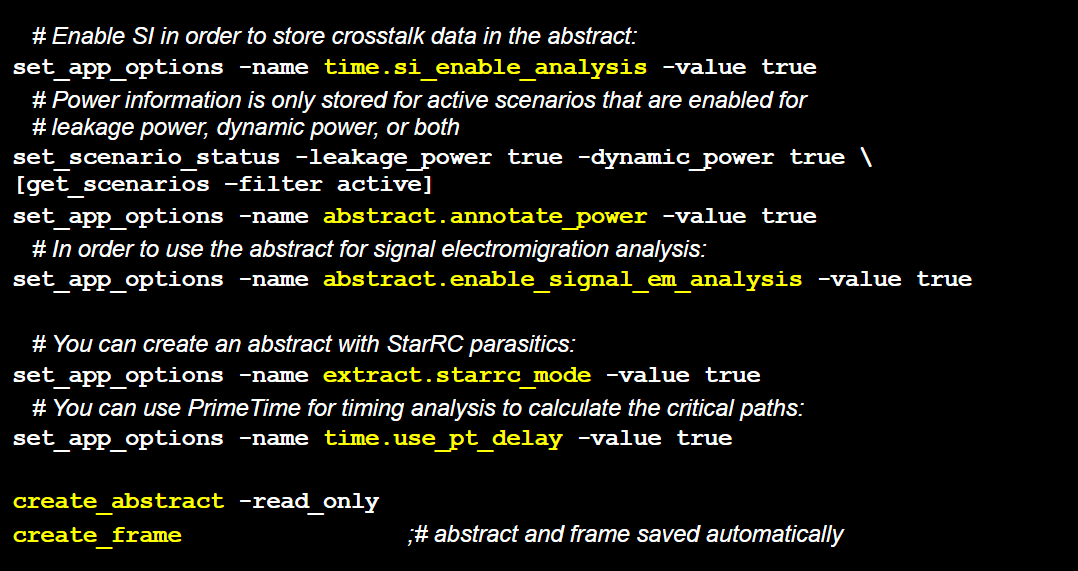 # Enable SI in order to store crosstalk data in the abstract:
set_app_options -name time.si_enable_analysis -value true
# Power information is only stored for active scenarios that are enabled for
# leakage power, dynamic power, or both
set_scenario_status -leakage_power true -dynamic_power true \
[get_scenarios –filter active]
set_app_options -name abstract.annotate_power -value true
# In order to use the abstract for signal electromigration analysis:
set_app_options -name abstract.enable_signal_em_analysis -value true
# You can create an abstract with StarRC parasitics:
set_app_options -name extract.starrc_mode -value true
# You can use PrimeTime for timing analysis to calculate the critical paths:
set_app_options -name time.use_pt_delay -value true
create_abstract -read_only
create_frame ;# abstract and frame saved automatically